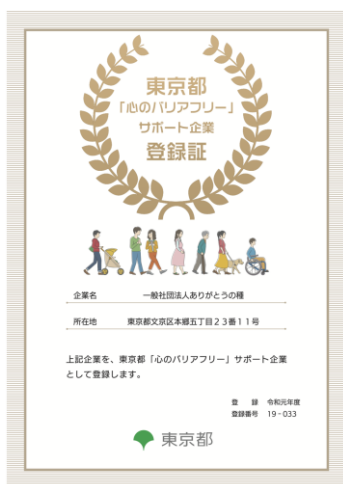 東京都
「心のバリアフリー」
サポート企業
登録証
企業名 一般社団法人ありがとうの種
所在地 東京都文京区本郷五丁目23番11号
上記企業を、東京都「心のバリアフリー」サポート企業
として登録します。
登 録 令和元年度
登録番号 19-033
東京都